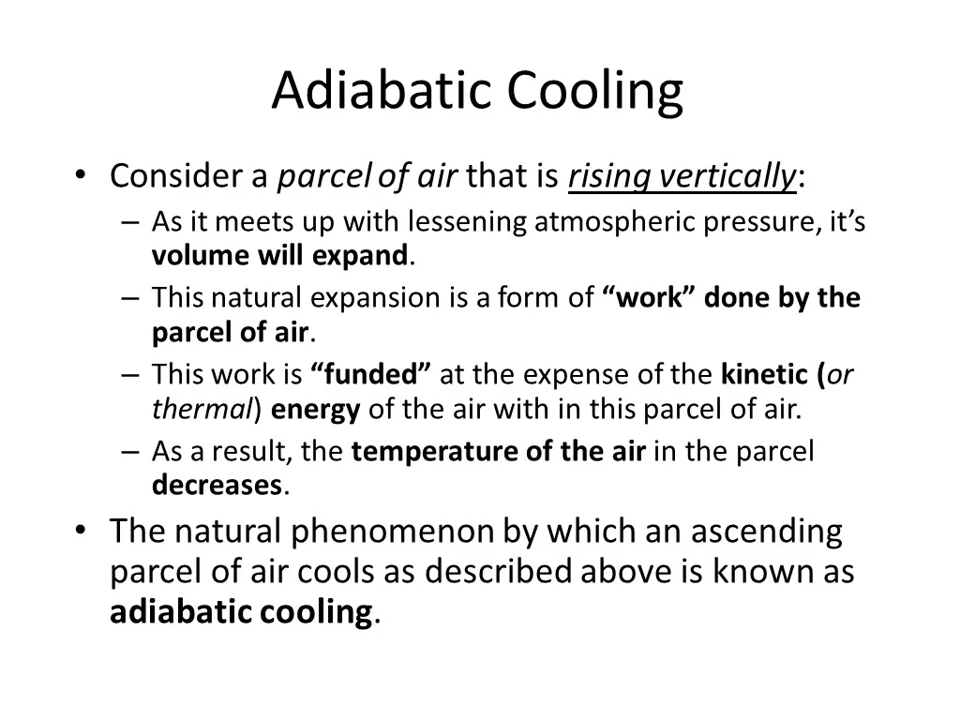 Adiabatic Cooling
• Consider a parcel of air that is rising vertically:
– As it meets up with lessening atmospheric pressure, it’s
volume will expand.
– This natural expansion is a form of “work” done by the
parcel of air.
– This work is “funded” at the expense of the kinetic (or
thermal) energy of the air with in this parcel of air.
– As a result, the temperature of the air in the parcel
decreases.
• The natural phenomenon by which an ascending
parcel of air cools as described above is known as
adiabatic cooling.